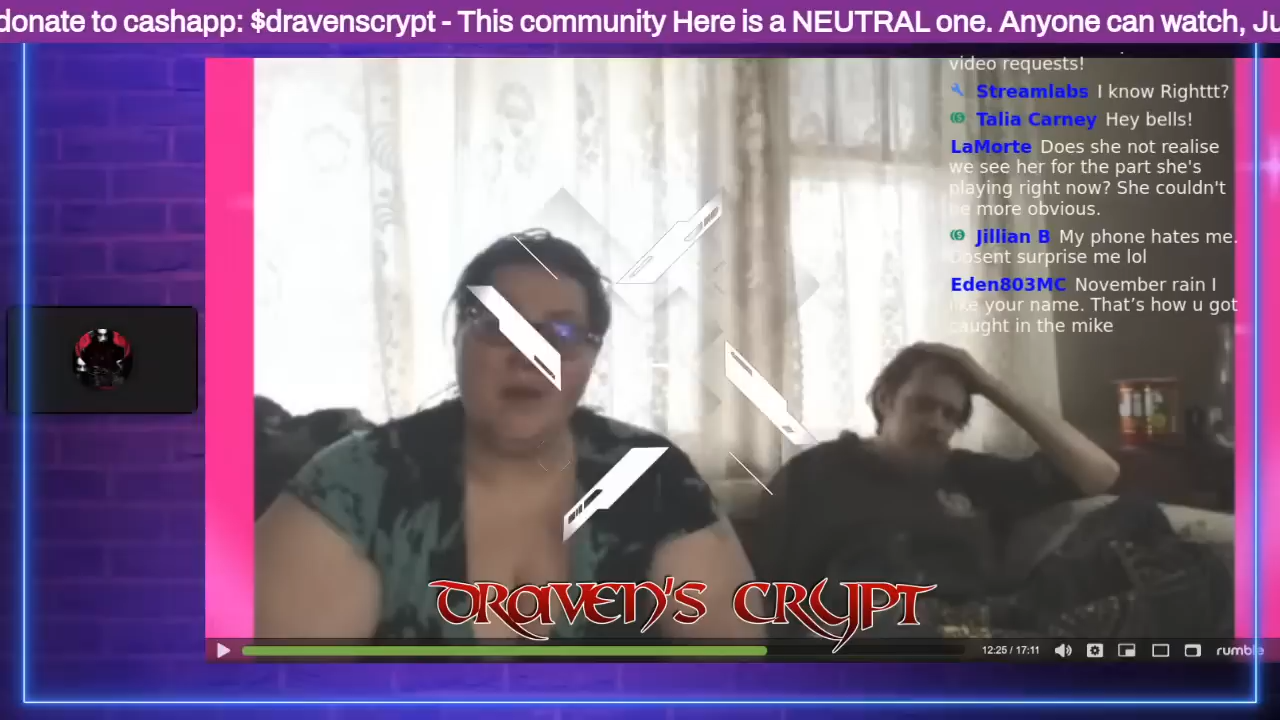 donate to cashapp: $dravenscrypt - This community Here is a NEUTRAL one. Anyone can watch, Ju
video requests!
Streamlabs I know Righttt?
Talia Carney Hey bells!
LaMorte Does she not realise
we see her for the part she's
playing right now? She couldn't
be more obvious.
Jillian B My phone hates me.
Dosent surprise me lol
Eden803MC November rain I
like your name. That’s how u got
caught in the mike
DRAVEN'S CRYPT
12:25 / 17:11
rumble